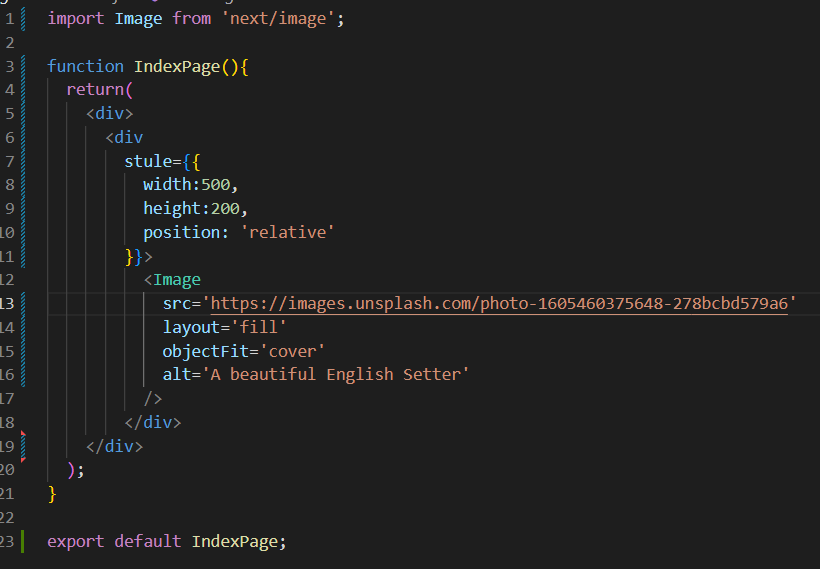 1 import Image from 'next/image';
2
3 function IndexPage(){
4 return(
5 <div>
6 <div
7 stule={{
8 width:500,
9 height:200,
10 position: 'relative'
11 }}>
12 <Image
13 src='https://images.unsplash.com/photo-1605460375648-278bcbd579a6'
14 layout='fill'
15 objectFit='cover'
16 alt='A beautiful English Setter'
17 />
18 </div>
19 </div>
20 );
21 }
22
23 export default IndexPage;